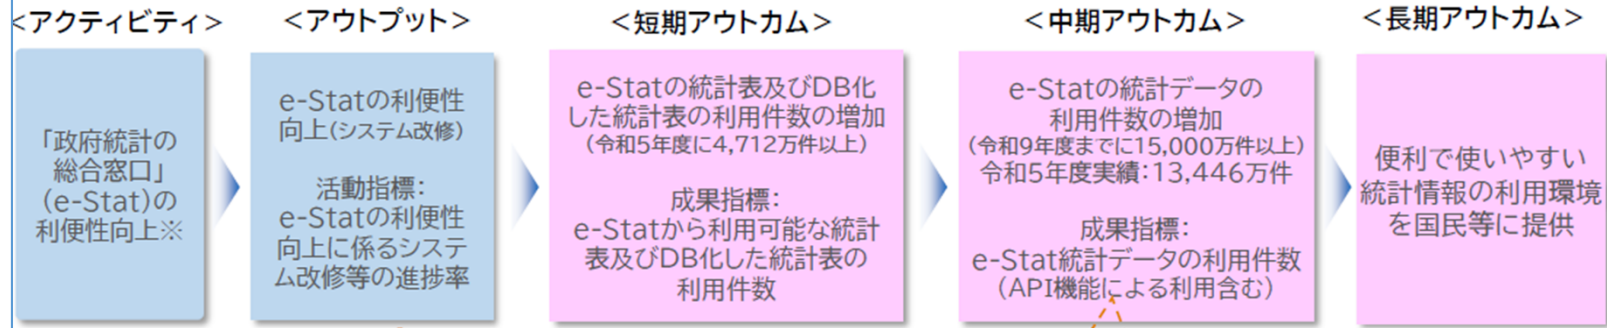 <アクティビティ>
「政府統計の
総合窓口」
(e-Stat)の
利便性向上※
<アウトプット>
e-Statの利便性
向上(システム改修)
活動指標:
e-Statの利便性
向上に係るシステ
ム改修等の進捗率
<短期アウトカム>
e-Statの統計表及びDB化
した統計表の利用件数の増加
(令和5年度に4,712万件以上)
成果指標:
e-Statから利用可能な統計
表及びDB化した統計表の
利用件数
<中期アウトカム>
e-Statの統計データの
利用件数の増加
(令和9年度までに15,000万件以上)
令和5年度実績:13,446万件
成果指標:
e-Stat統計データの利用件数
(API機能による利用含む)
<長期アウトカム>
便利で使いやすい
統計情報の利用環境
を国民等に提供